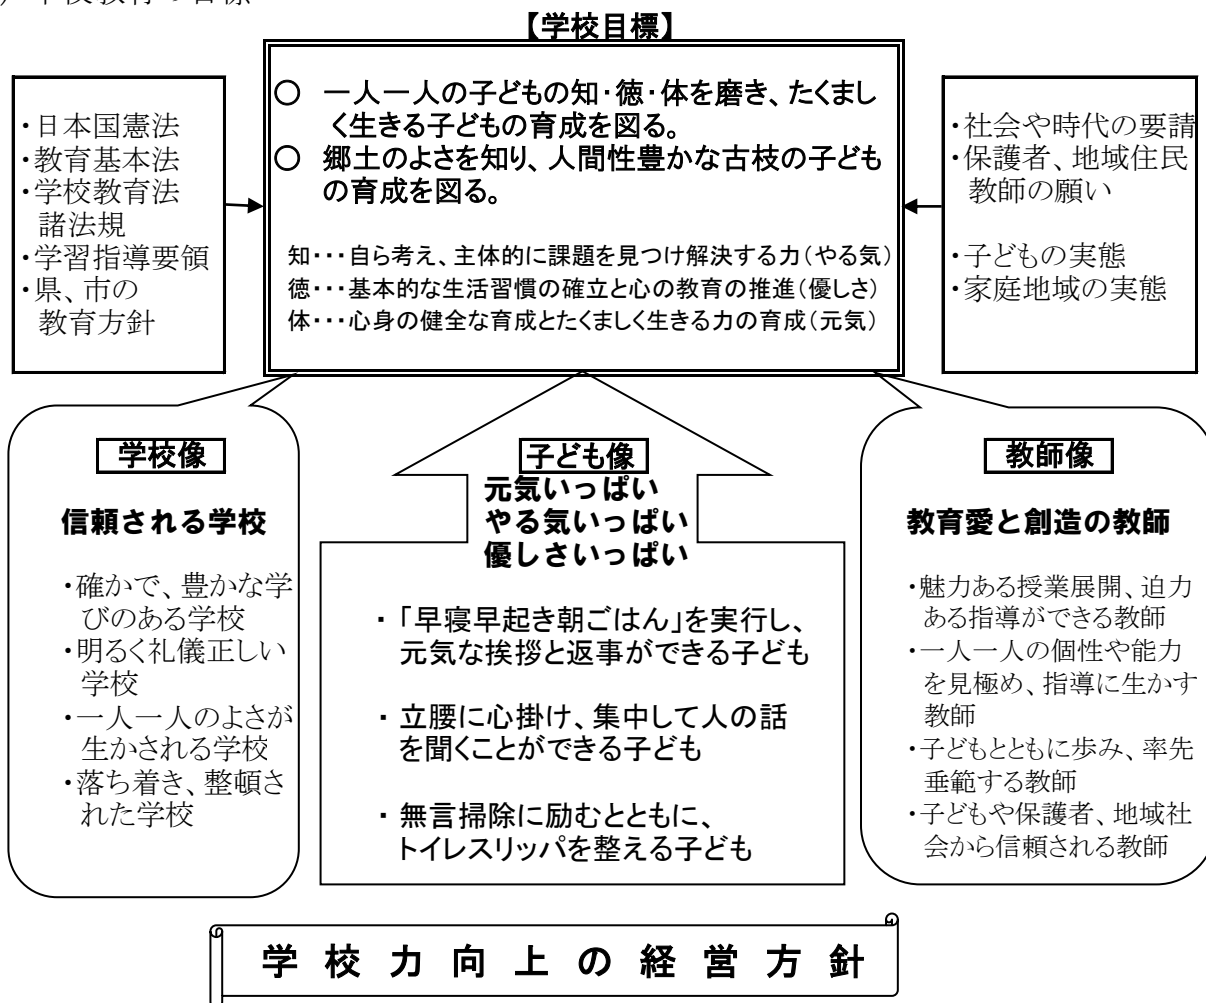 【学校目標】
○ 一人一人の子どもの知・徳・体を磨き、たくまし
く生きる子どもの育成を図る。
○ 郷土のよさを知り、人間性豊かな古枝の子ども
の育成を図る。
知・・・自ら考え、主体的に課題を見つけ解決する力（やる気）
徳・・・基本的な生活習慣の確立と心の教育の推進（優しさ）
体・・・心身の健全な育成とたくましく生きる力の育成（元気）
・日本国憲法
・教育基本法
・学校教育法
諸法規
・学習指導要領
・県、市の
教育方針
・社会や時代の要請
・保護者、地域住民
教師の願い
・子どもの実態
・家庭地域の実態
学校像
信頼される学校
・確かで、豊かな学
びのある学校
・明るく礼儀正しい
学校
・一人一人のよさが
生かされる学校
・落ち着き、整頓さ
れた学校
子ども像
元気いっぱい
やる気いっぱい
優しさいっぱい
・「早寝早起き朝ごはん」を実行し、
元気な挨拶と返事ができる子ども
・立腰に心掛け、集中して人の話
を聞くことができる子ども
・無言掃除に励むとともに、
トイレスリッパを整える子ども
教師像
教育愛と創造の教師
・魅力ある授業展開、迫力
ある指導ができる教師
・一人一人の個性や能力
を見極め、指導に生かす
教師
・子どもとともに歩み、率先
垂範する教師
・子どもや保護者、地域社
会から信頼される教師
学校力向上の経営方針